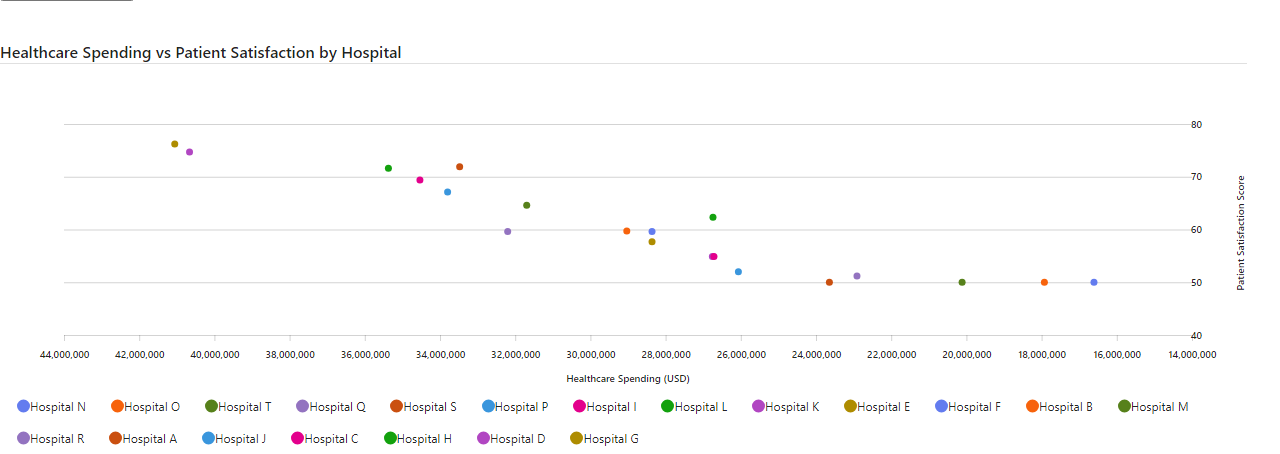 Healthcare Spending vs Patient Satisfaction by Hospital
80
70
60
50
40
Patient Satisfaction Score
44,000,000 42,000,000 40,000,000 38,000,000 36,000,000 34,000,000 32,000,000 30,000,000 28,000,000 26,000,000 24,000,000 22,000,000 20,000,000 18,000,000 16,000,000 14,000,000
Healthcare Spending (USD)
Hospital N Hospital O Hospital T Hospital Q Hospital S Hospital P Hospital I Hospital L Hospital K Hospital E Hospital F Hospital B Hospital M
Hospital R Hospital A Hospital J Hospital C Hospital H Hospital D Hospital G